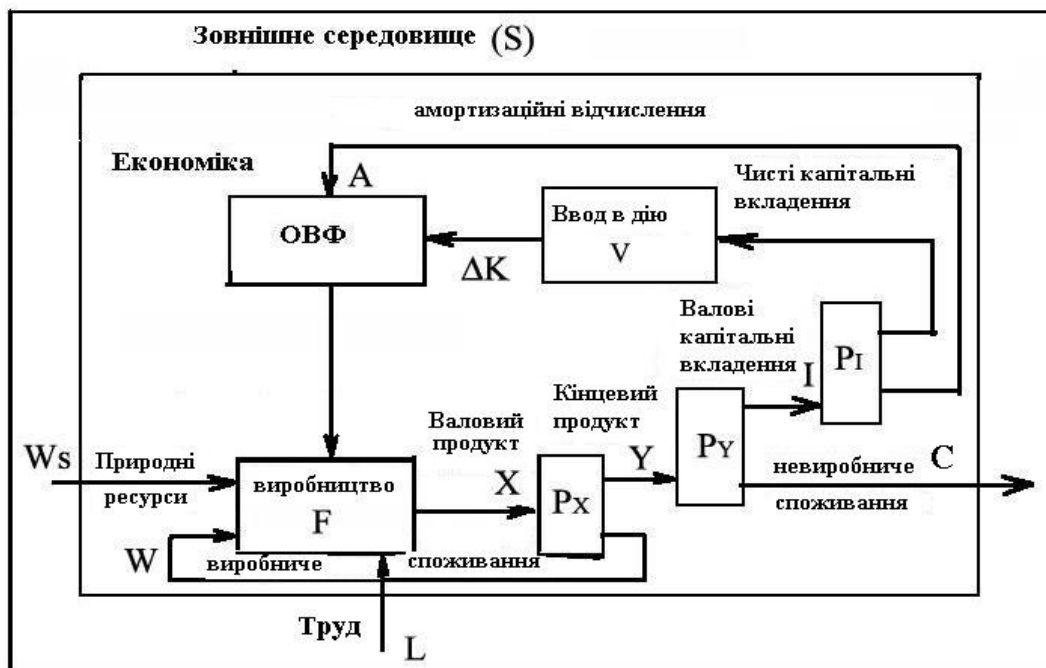 Зовнішнє середовище (S)
амортизаційні відчислення
Економіка
A
Чисті капітальні
вкладення
ОВФ
Ввод в дію
V
ΔK
Валові
капітальні
вкладення
I
PI
Кінцевий
продукт
Y
PY
Валовий
продукт
X
PX
невиробниче
C
споживання
Ws
Природні
ресурси
виробництво
F
W
виробниче
споживання
Труд
L